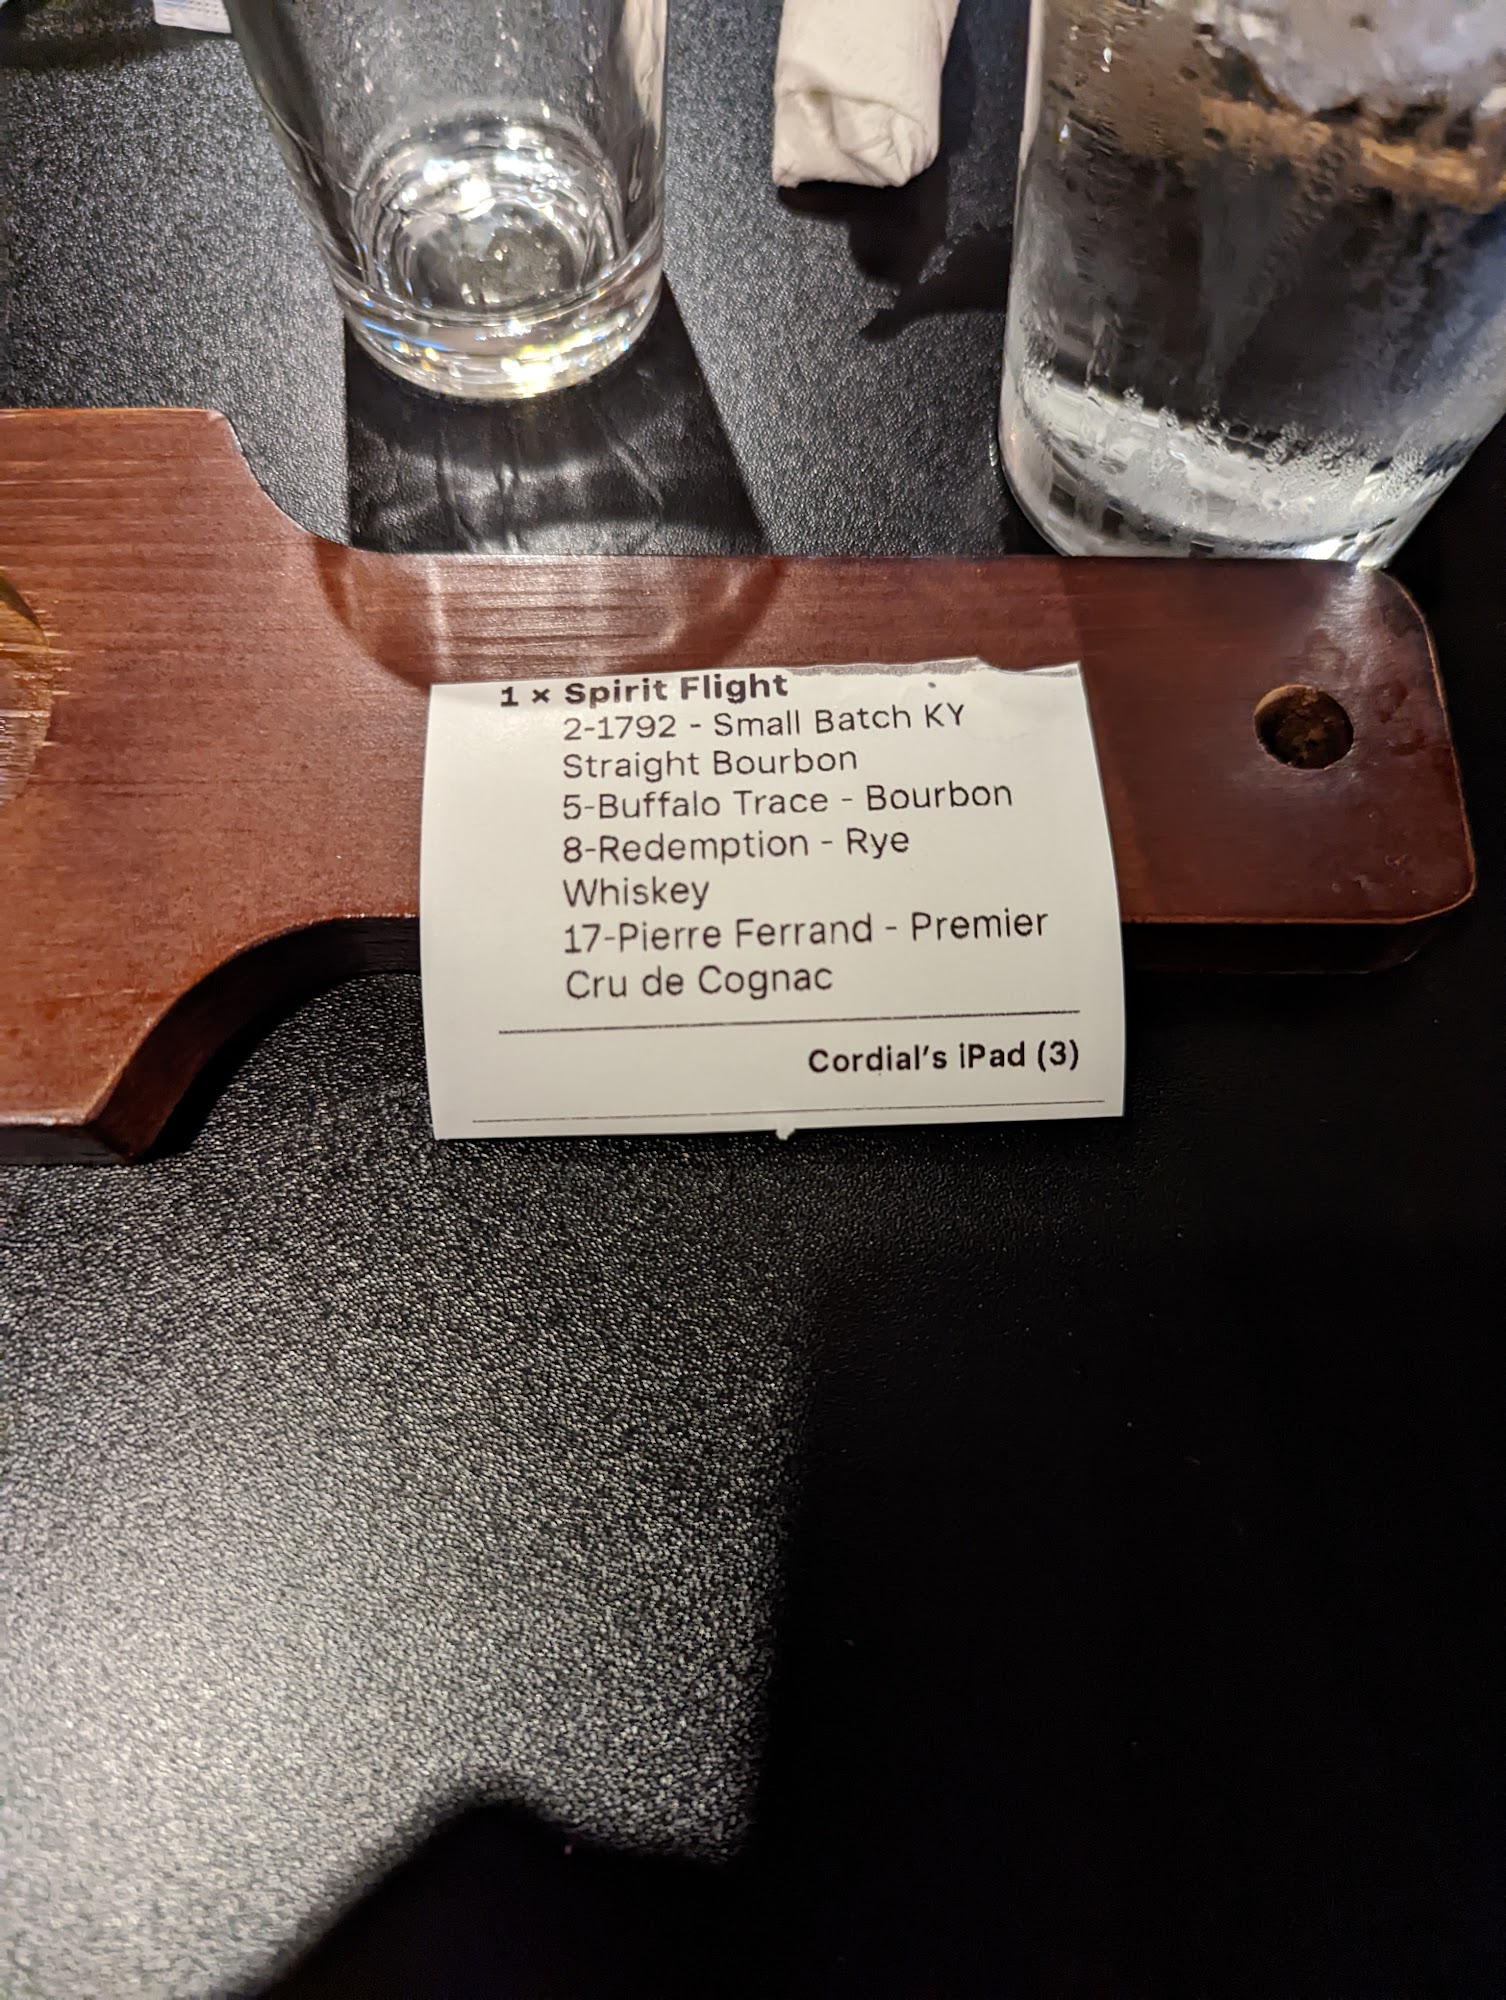 1 × Spirit Flight
2-1792 - Small Batch KY
Straight Bourbon
5-Buffalo Trace - Bourbon
8-Redemption - Rye
Whiskey
17-Pierre Ferrand - Premier
Cru de Cognac
Cordial's iPad (3)